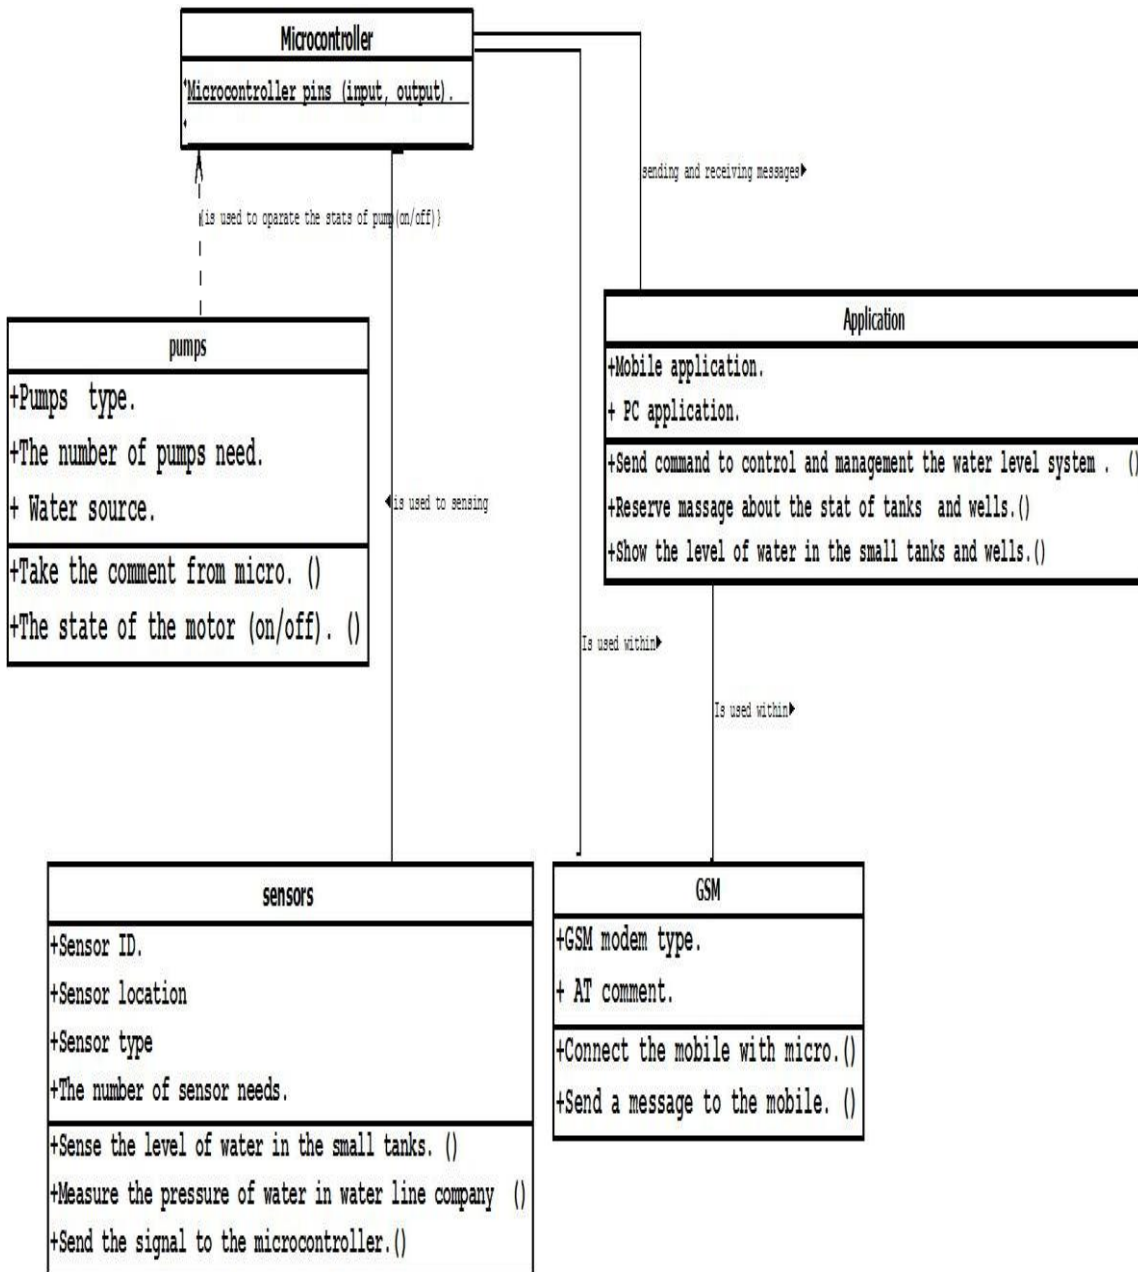 Microcontroller
Microcontroller pins (input, output).
sending and receiving messages
{is used to oparate the stats of pump(on/off)}
Application
+Mobile application.
+ PC application.
+Send command to control and management the water level system . ()
+Reserve massage about the stat of tanks and wells.()
+Show the level of water in the small tanks and wells.()
pumps
+Pumps type.
+The number of pumps need.
+ Water source.
+Take the comment from micro. ()
+The state of the motor (on/off). ()
is used to sensing
Is used within
Is used within
sensors
+Sensor ID.
+Sensor location
+Sensor type
+The number of sensor needs.
+Sense the level of water in the small tanks. ()
+Measure the pressure of water in water line company ()
+Send the signal to the microcontroller.()
GSM
+GSM modem type.
+ AT comment.
+Connect the mobile with micro.()
+Send a message to the mobile. ()